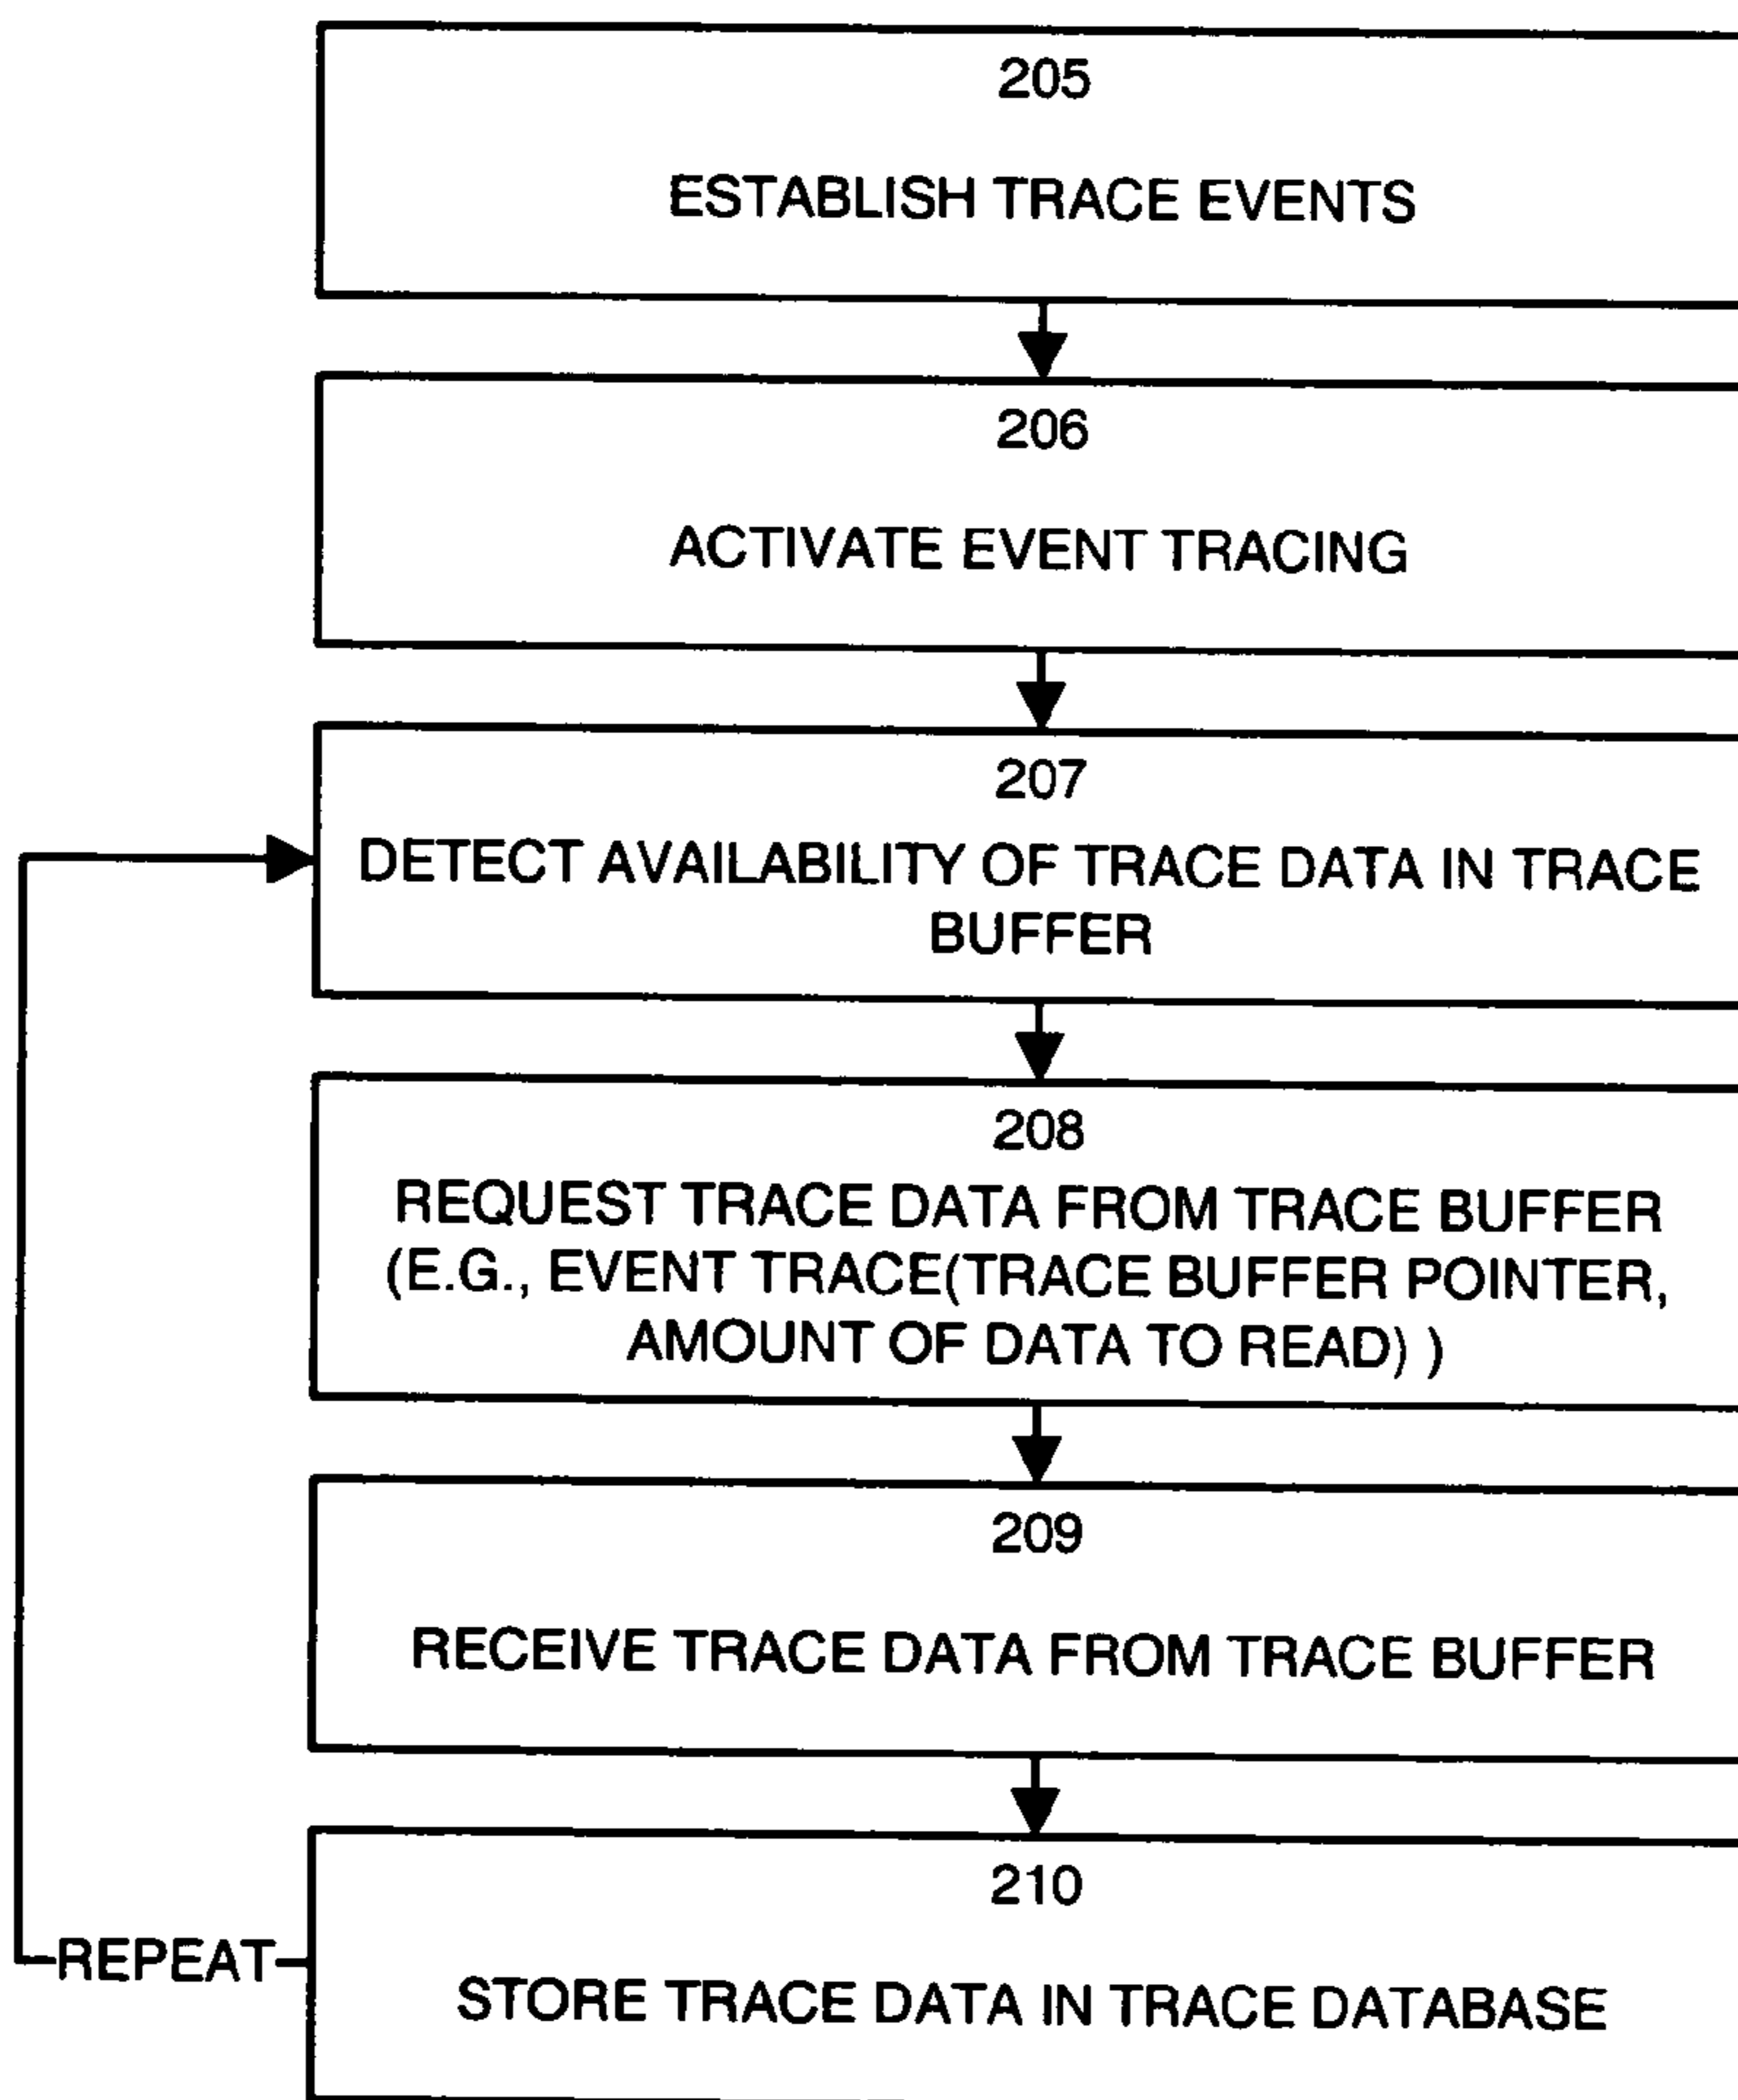 205
ESTABLISH TRACE EVENTS
206
ACTIVATE EVENT TRACING
207
DETECT AVAILABILITY OF TRACE DATA IN TRACE
BUFFER
208
REQUEST TRACE DATA FROM TRACE BUFFER
(E.G., EVENT TRACE(TRACE BUFFER POINTER,
AMOUNT OF DATA TO READ) )
209
RECEIVE TRACE DATA FROM TRACE BUFFER
210
REPEAT
STORE TRACE DATA IN TRACE DATABASE